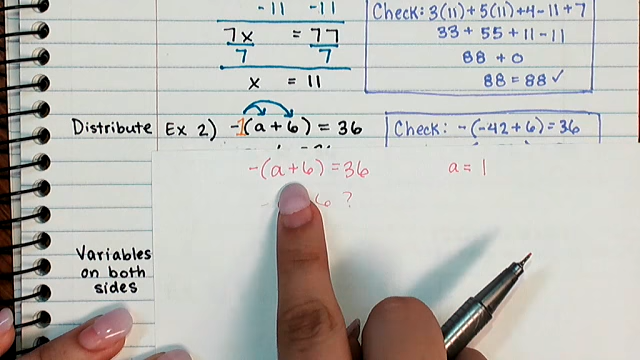 -11 -11
7x = 77
7 7
x = 11
Check: 3(11)+5(11)+4-11+7
33 + 55 + 11-11
88 + 0
88 = 88 ✓
Distribute Ex 2) -1(a+6) = 36
Check: -(-42+6) = 36
-(a+6) = 36 a = 1
6 ?
Variables
on both
sides